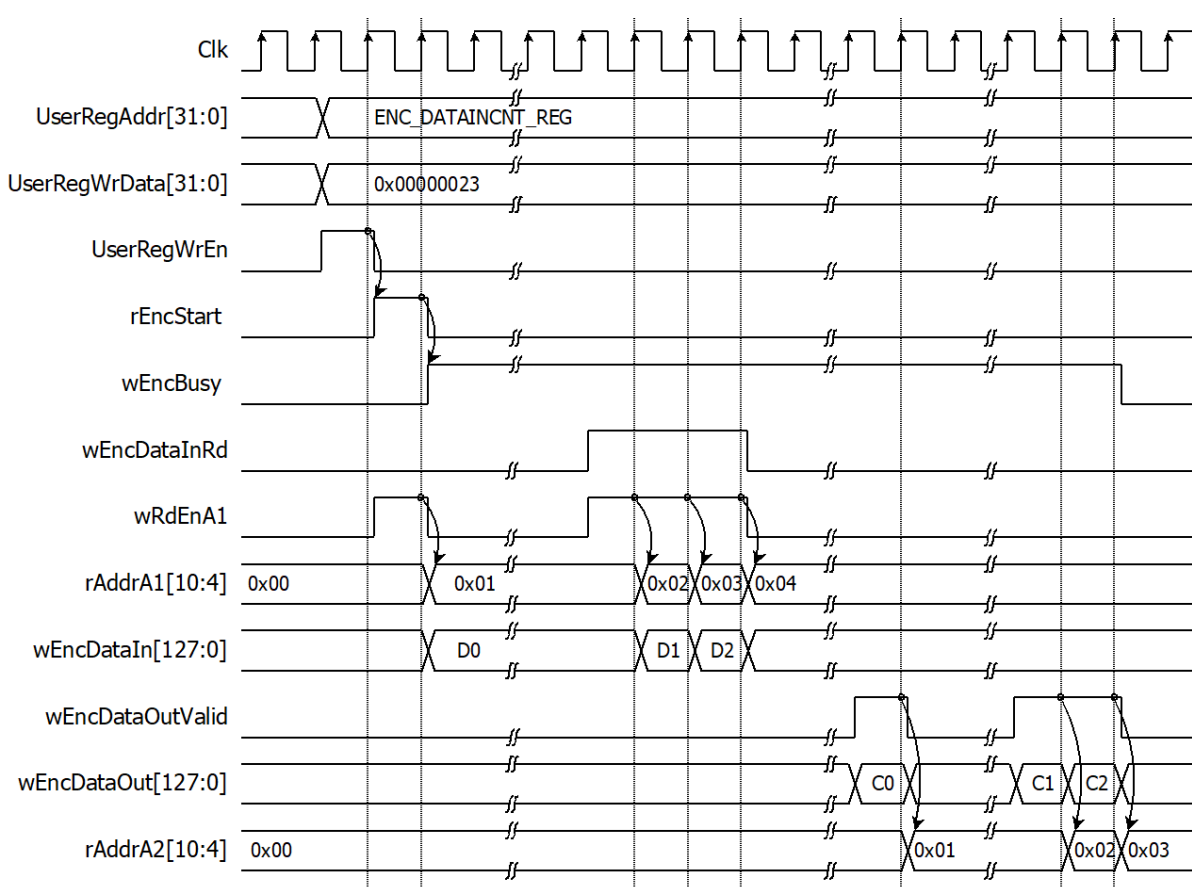 Clk
UserRegAddr[31:0] ENC_DATAINCNT_REG
UserRegWrData[31:0] 0x00000023
UserRegWrEn
rEncStart
wEncBusy
wEncDataInRd
wRdEnA1
rAddrA1[10:4] 0x00 0x01 0x02 0x03 0x04
wEncDataIn[127:0] D0 D1 D2
wEncDataOutValid
wEncDataOut[127:0] C0 C1 C2
rAddrA2[10:4] 0x00 0x01 0x02 0x03